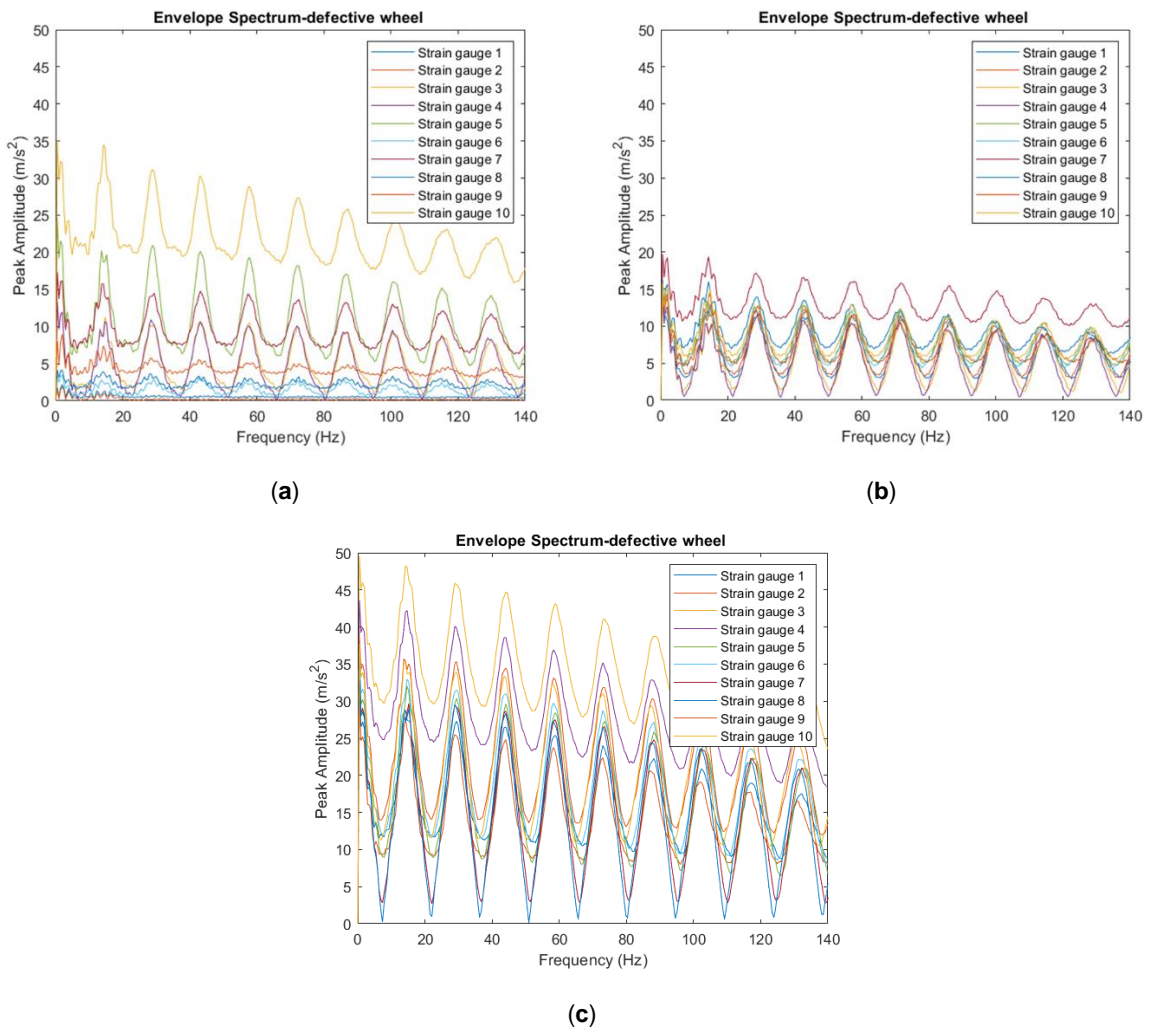 Envelope Spectrum-defective wheel
50
45
40
35
30
25
20
15
10
5
0
Peak Amplitude (m/s²)
Strain gauge 1
Strain gauge 2
Strain gauge 3
Strain gauge 4
Strain gauge 5
Strain gauge 6
Strain gauge 7
Strain gauge 8
Strain gauge 9
Strain gauge 10
0 20 40 60 80 100 120 140
Frequency (Hz)
(a)
Envelope Spectrum-defective wheel
50
45
40
35
30
25
20
15
10
5
0
Peak Amplitude (m/s²)
Strain gauge 1
Strain gauge 2
Strain gauge 3
Strain gauge 4
Strain gauge 5
Strain gauge 6
Strain gauge 7
Strain gauge 8
Strain gauge 9
Strain gauge 10
0 20 40 60 80 100 120 140
Frequency (Hz)
(b)
Envelope Spectrum-defective wheel
50
45
40
35
30
25
20
15
10
5
0
Peak Amplitude (m/s²)
Strain gauge 1
Strain gauge 2
Strain gauge 3
Strain gauge 4
Strain gauge 5
Strain gauge 6
Strain gauge 7
Strain gauge 8
Strain gauge 9
Strain gauge 10
0 20 40 60 80 100 120 140
Frequency (Hz)
(c)